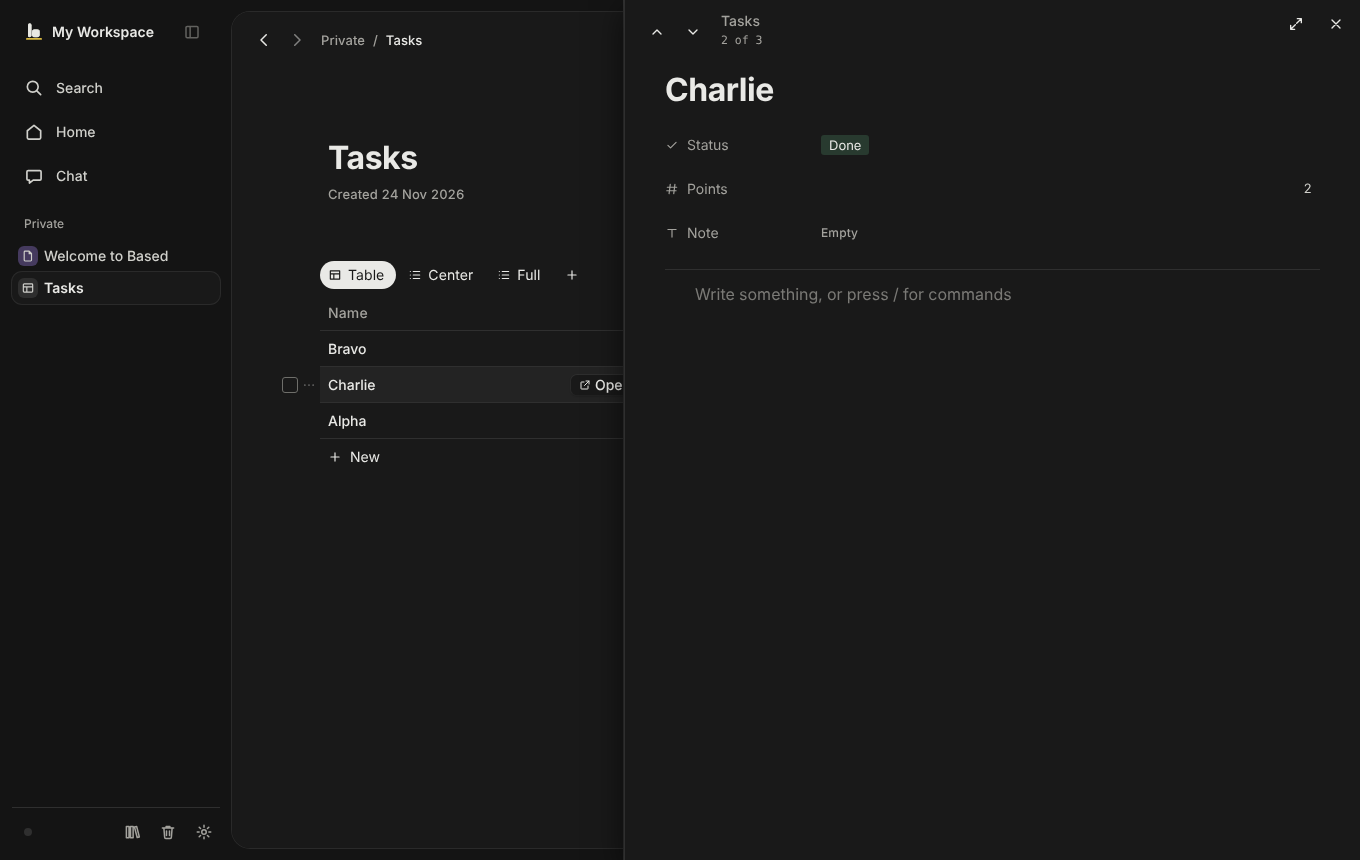 My Workspace
Search
Home
Chat
Private
Welcome to Based
Tasks
Private / Tasks
Tasks
Created 24 Nov 2026
Table
Center
Full
Name
Bravo
Charlie
Ope
Alpha
New
Tasks
2 of 3
Charlie
Status Done
Points 2
Note Empty
Write something, or press / for commands